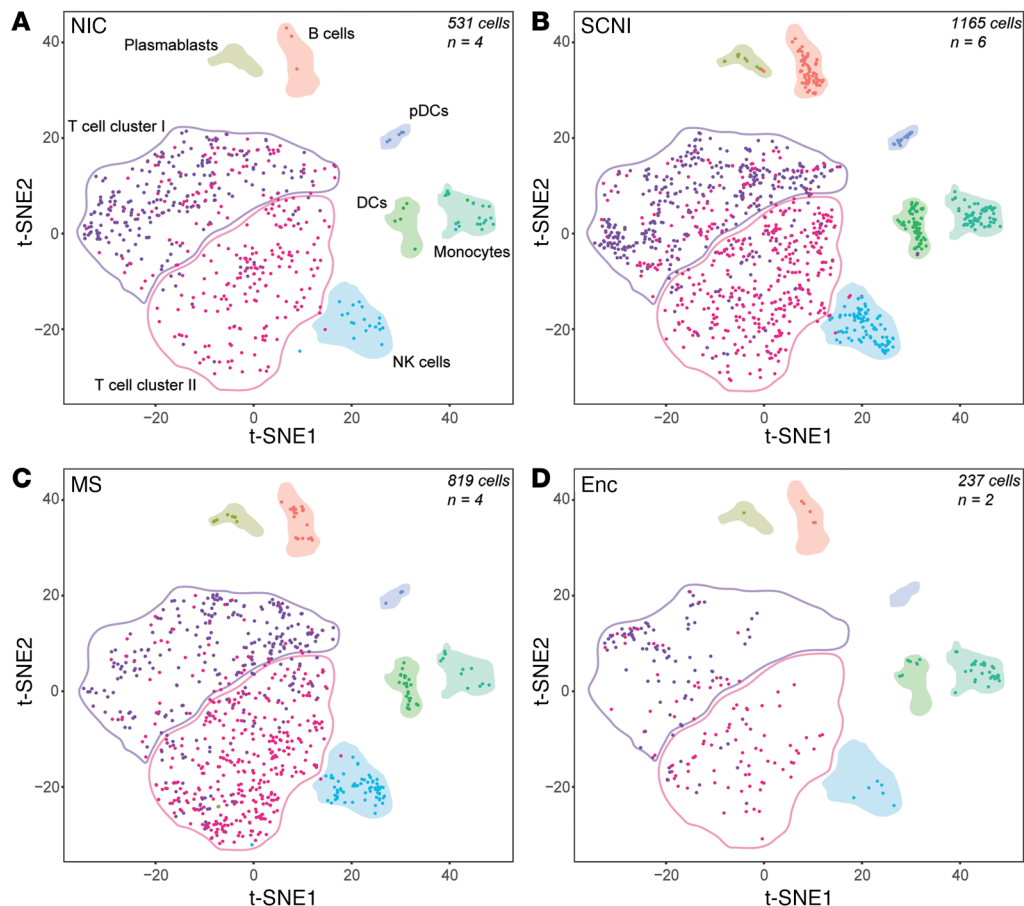 A
NIC
531 cells
n = 4
Plasmablasts
B cells
T cell cluster I
pDCs
DCs
Monocytes
NK cells
T cell cluster II
40
20
0
−20
−20
0
20
40
t-SNE2
t-SNE1
B
SCNI
1165 cells
n = 6
40
20
0
−20
−20
0
20
40
t-SNE2
t-SNE1
C
MS
819 cells
n = 4
40
20
0
−20
−20
0
20
40
t-SNE2
t-SNE1
D
Enc
237 cells
n = 2
40
20
0
−20
−20
0
20
40
t-SNE2
t-SNE1